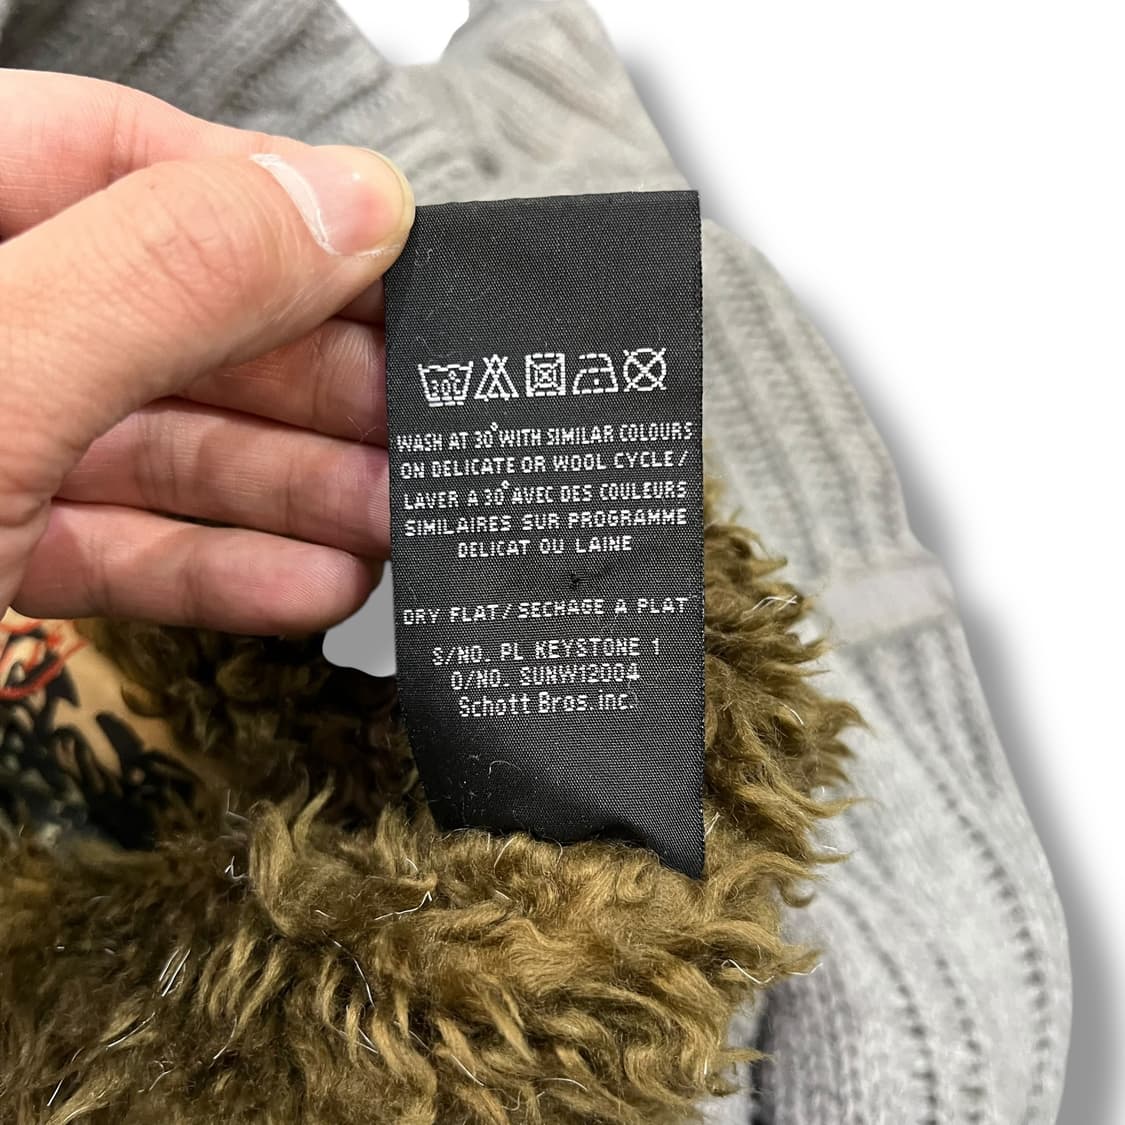 30°
WASH AT 30° WITH SIMILAR COLOURS
ON DELICATE OR WOOL CYCLE/
LAVER A 30° AVEC DES COULEURS
SIMILAIRES SUR PROGRAMME
DELICAT OU LAINE
DRY FLAT/SECHAGE A PLAT
S/NO. PL KEYSTONE 1
O/NO. SUNW12004
Schott Bros. inc.